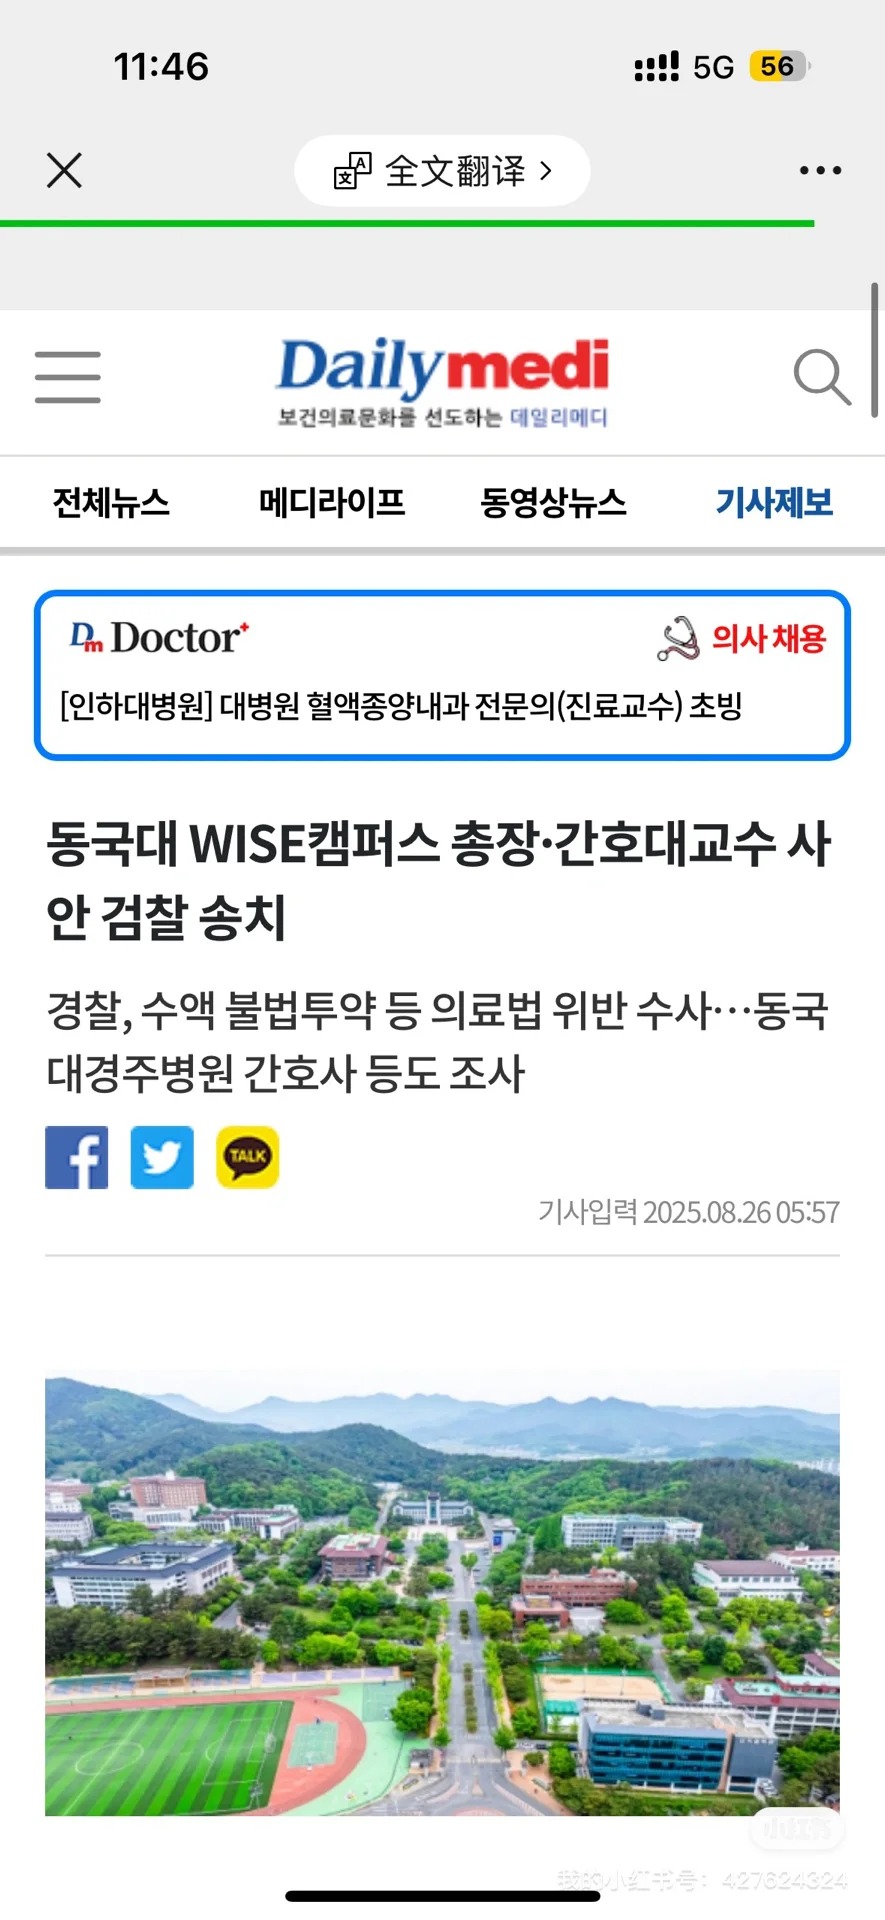 11:46
5G 56
全文翻译
Dailymedi
보건의료문화를 선도하는 데일리메디
전체뉴스 메디라이프 동영상뉴스 기사제보
Dm Doctor+ 의사 채용
[인하대병원] 대병원 혈액종양내과 전문의(진료교수) 초빙
동국대 WISE캠퍼스 총장·간호대교수 사
안 검찰 송치
경찰, 수액 불법투약 등 의료법 위반 수사…동국
대경주병원 간호사 등도 조사
TALK
기사입력 2025.08.26 05:57
小红书
我的小红书号：427624324